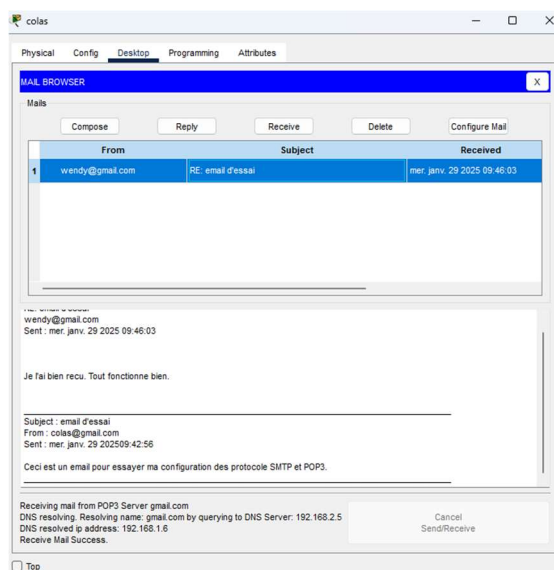 colas
Physical Config Desktop Programming Attributes
MAIL BROWSER X
Mails
Compose Reply Receive Delete Configure Mail
From Subject Received
1 wendy@gmail.com RE: email d'essai mer. janv. 29 2025 09:46:03
RE: email d'essai
wendy@gmail.com
Sent : mer. janv. 29 2025 09:46:03
Je l'ai bien recu. Tout fonctionne bien.
Subject : email d'essai
From : colas@gmail.com
Sent : mer. janv. 29 202509:42:56
Ceci est un email pour essayer ma configuration des protocole SMTP et POP3.
Receiving mail from POP3 Server gmail.com
DNS resolving. Resolving name: gmail.com by querying to DNS Server: 192.168.2.5
DNS resolved ip address: 192.168.1.6
Receive Mail Success.
Cancel
Send/Receive
Top